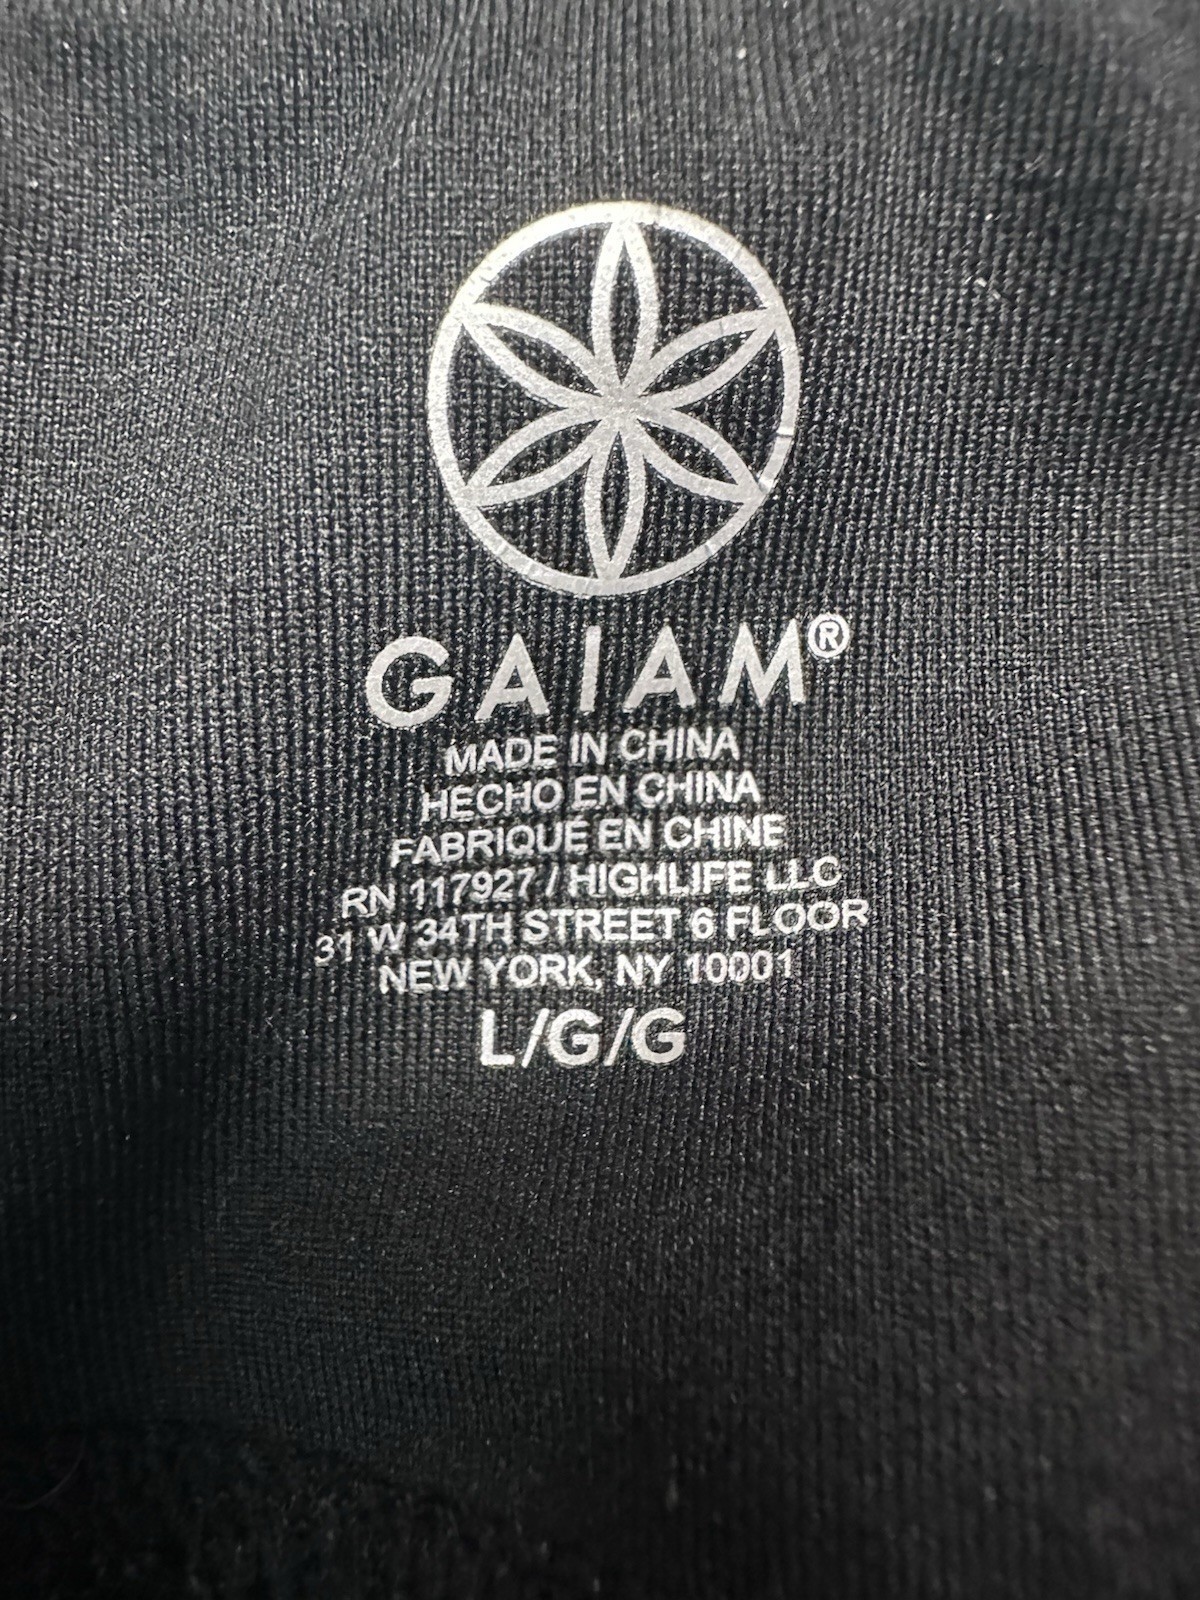 GAIAM®
MADE IN CHINA
HECHO EN CHINA
FABRIQUÉ EN CHINE
RN 117927 / HIGHLIFE LLC
31 W 34TH STREET 6 FLOOR
NEW YORK, NY 10001
L/G/G